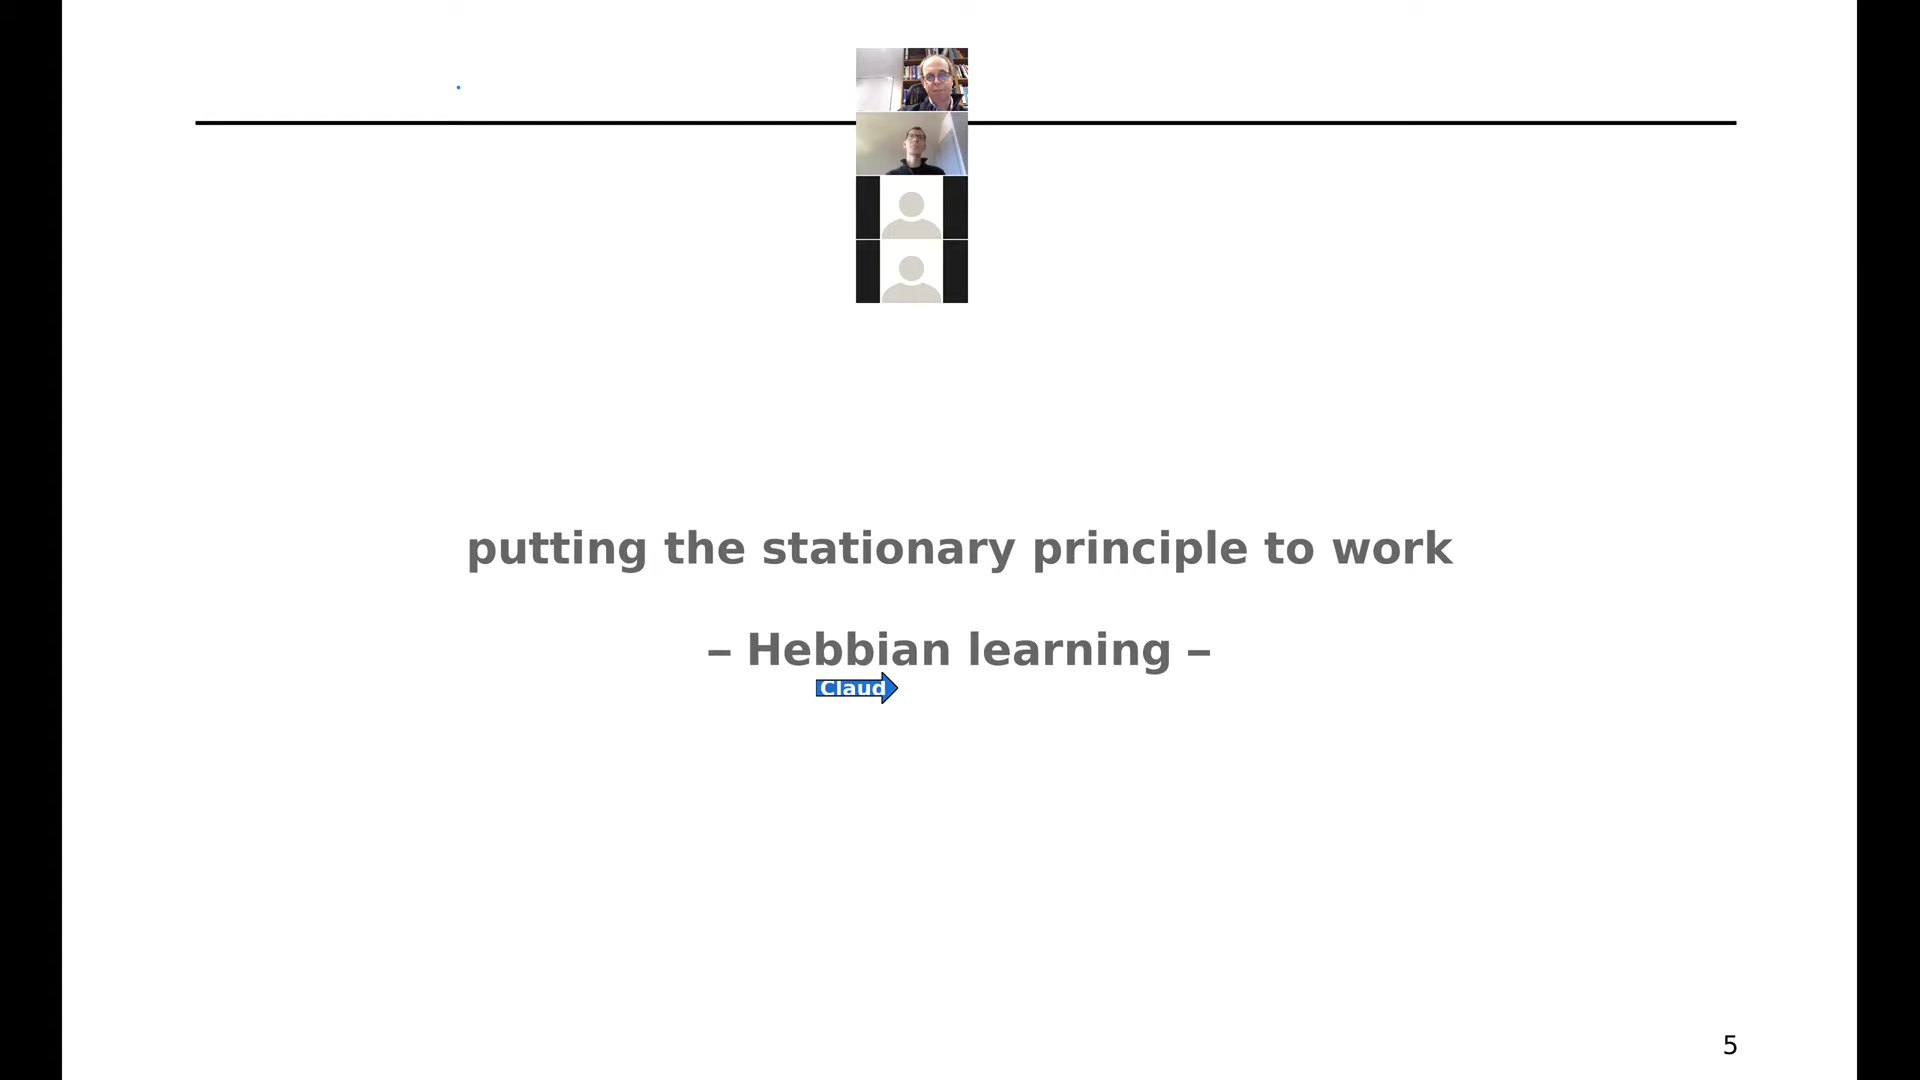 putting the stationary principle to work
– Hebbian learning –
Claud
5